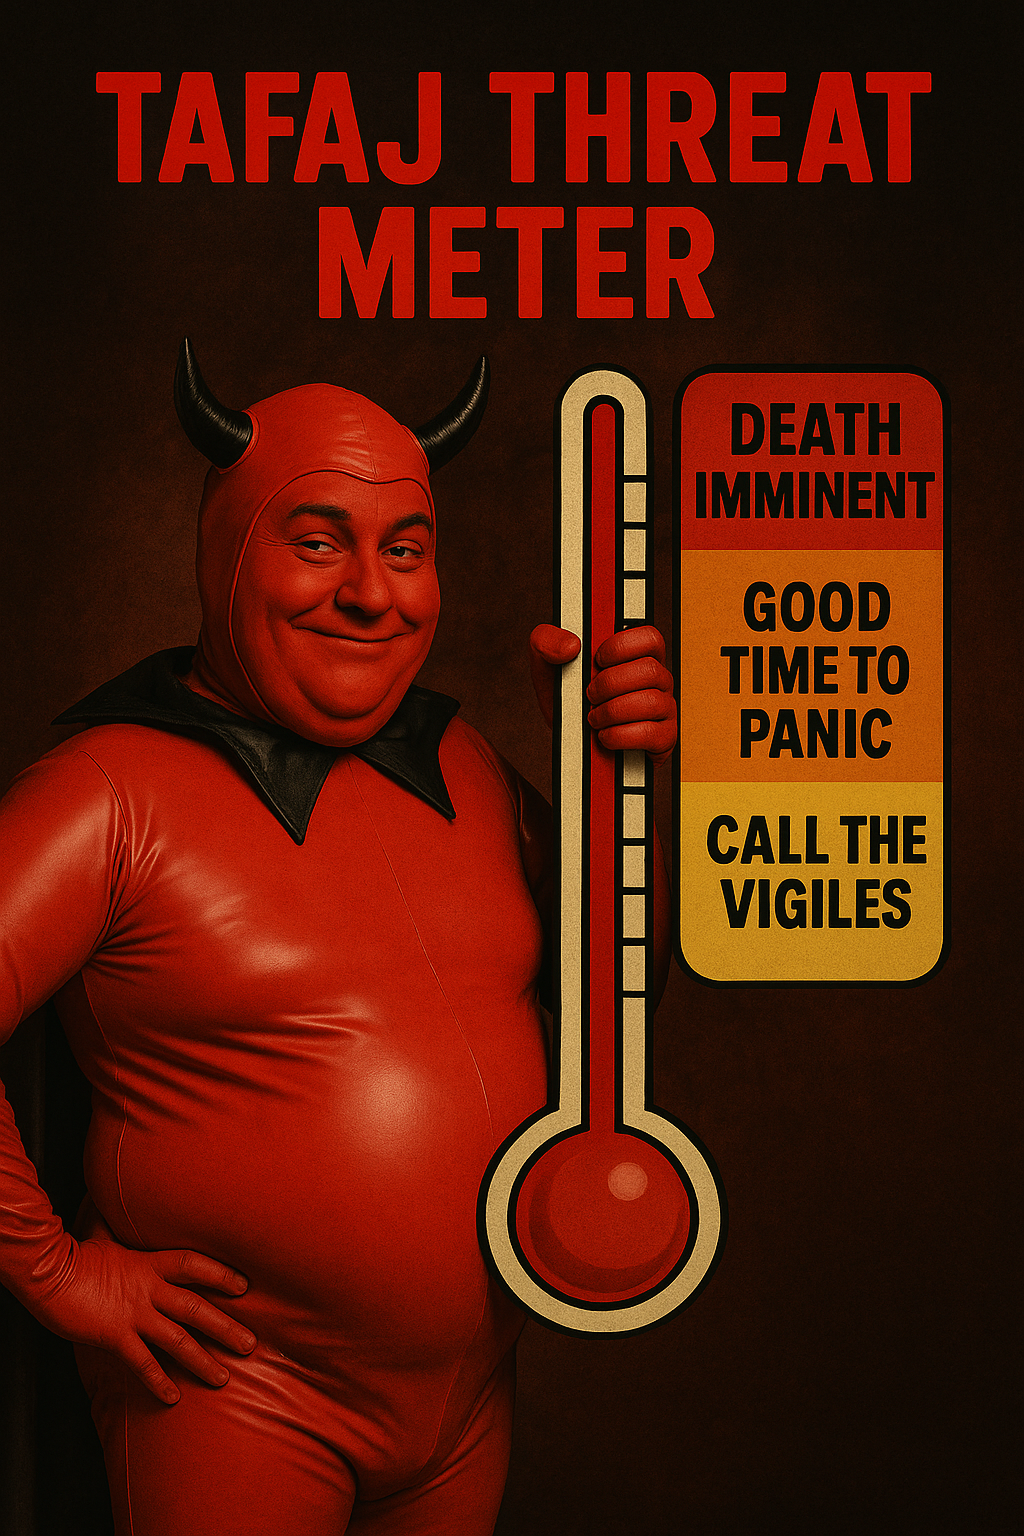 TAFAJ THREAT
METER
DEATH
IMMINENT
GOOD
TIME TO
PANIC
CALL THE
VIGILES